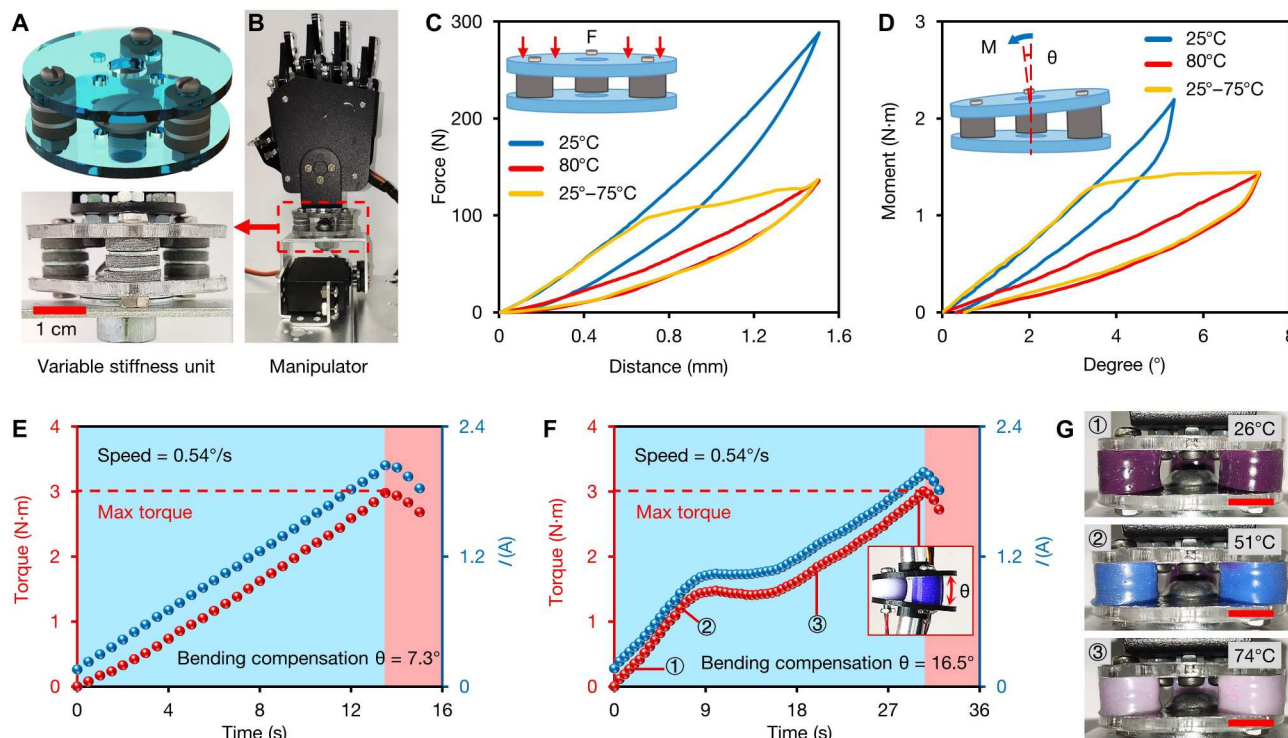 A
B
1 cm
Variable stiffness unit
Manipulator
C
300
200
100
0
Force (N)
F
25°C
80°C
25°–75°C
0
0.4
0.8
1.2
1.6
Distance (mm)
D
3
2
1
0
Moment (N·m)
M
θ
25°C
80°C
25°–75°C
0
2
4
6
8
Degree (°)
E
4
3
2
1
0
Torque (N·m)
Speed = 0.54°/s
Max torque
Bending compensation θ = 7.3°
2.4
1.2
0
I (A)
0
4
8
12
16
Time (s)
F
4
3
2
1
0
Torque (N·m)
Speed = 0.54°/s
Max torque
①
②
③
θ
Bending compensation θ = 16.5°
2.4
1.2
0
I (A)
0
9
18
27
36
Time (s)
G
①
26°C
②
51°C
③
74°C